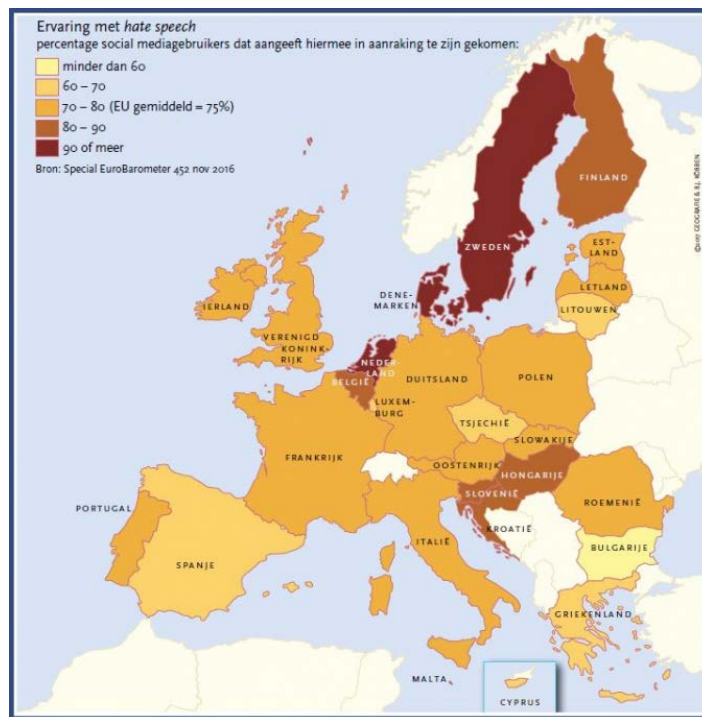 Ervaring met hate speech
percentage social mediagebruikers dat aangeeft hiermee in aanraking te zijn gekomen:
minder dan 60
60 – 70
70 – 80 (EU gemiddeld = 75%)
80 – 90
90 of meer
Bron: Special EuroBarometer 452 nov 2016
©2017 GEOGRAFIE & B.J. KÖBBEN
FINLAND
ZWEDEN
EST-
LAND
LETLAND
LITOUWEN
DENE-
MARKEN
IERLAND
VERENIGD
KONINK-
RIJK
NEDER-
LAND
BELGIË
LUXEM-
BURG
DUITSLAND
POLEN
TSJECHIË
SLOWAKIJE
OOSTENRIJK
HONGARIJE
FRANKRIJK
SLOVENIË
KROATIË
ROEMENIË
BULGARIJE
PORTUGAL
SPANJE
ITALIË
GRIEKENLAND
MALTA
CYPRUS